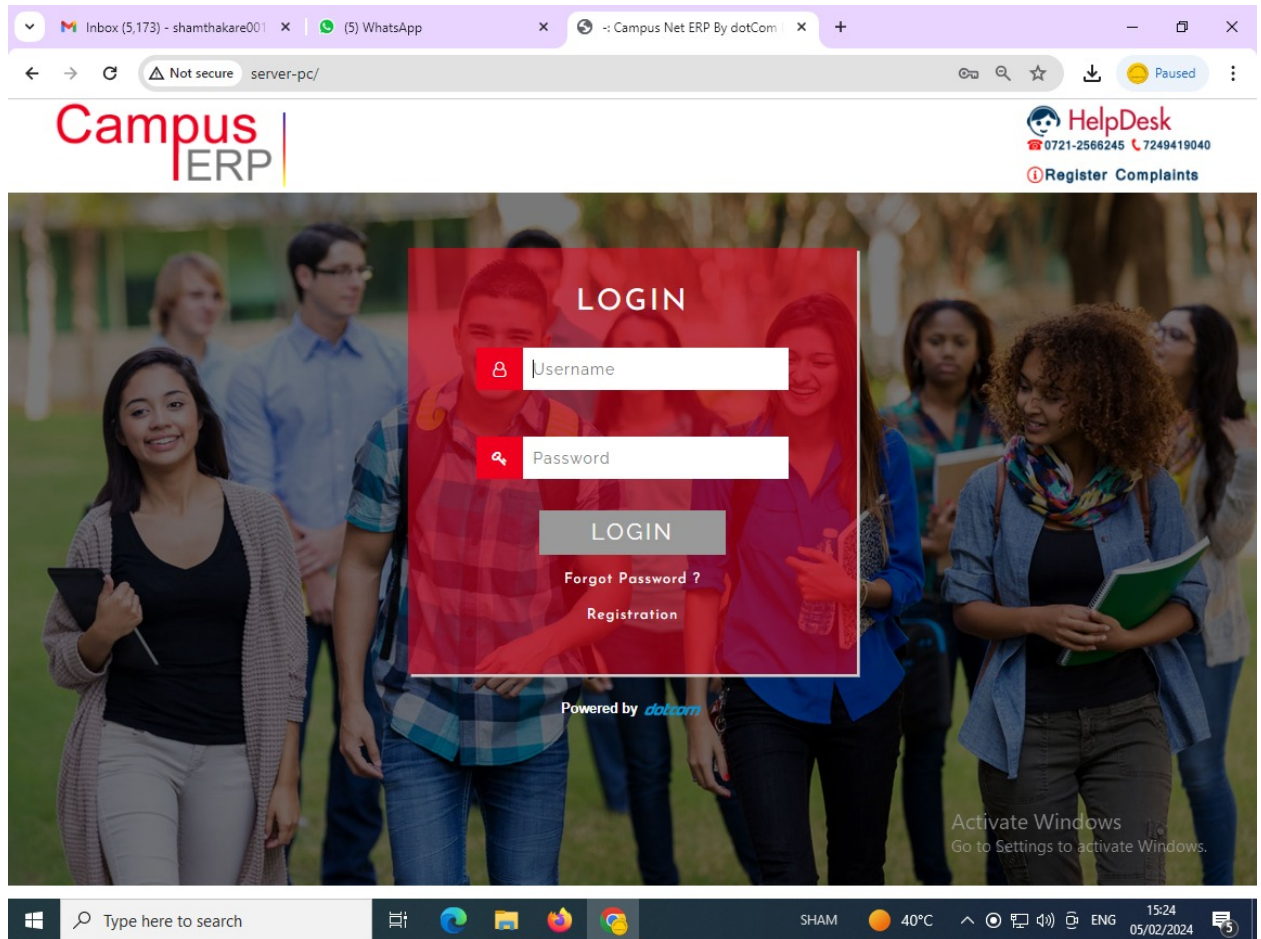 Inbox (5,173) - shamthakare001
(5) WhatsApp
-: Campus Net ERP By dotCom
Not secure
server-pc/
Paused
Campus
ERP
HelpDesk
0721-2566245 7249419040
Register Complaints
LOGIN
Username
Password
LOGIN
Forgot Password ?
Registration
Powered by dotcom
Activate Windows
Go to Settings to activate Windows.
Type here to search
SHAM
40°C
ENG
15:24
05/02/2024
5